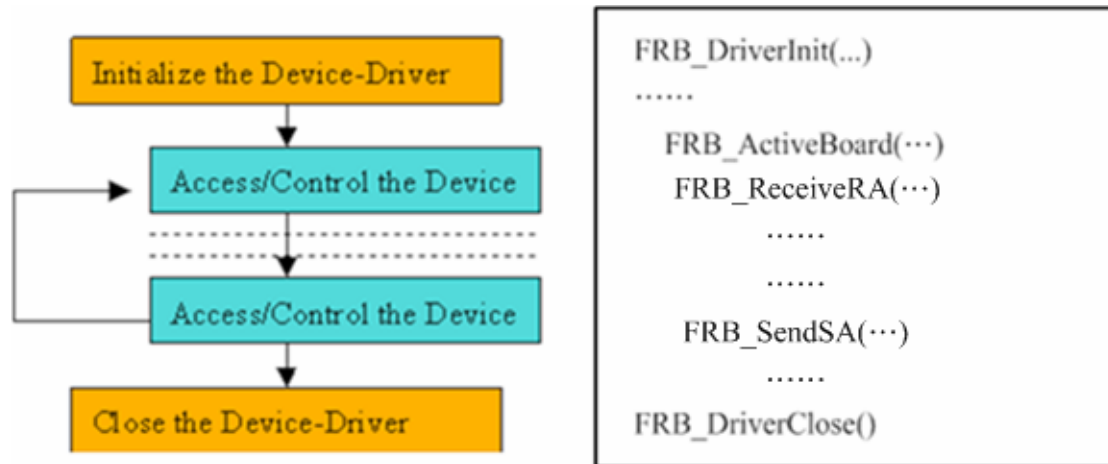 Initialize the Device-Driver
Access/Control the Device
Access/Control the Device
Close the Device-Driver
FRB_DriverInit(...)
......
FRB_ActiveBoard(⋯)
FRB_ReceiveRA(⋯)
......
......
FRB_SendSA(⋯)
......
FRB_DriverClose()